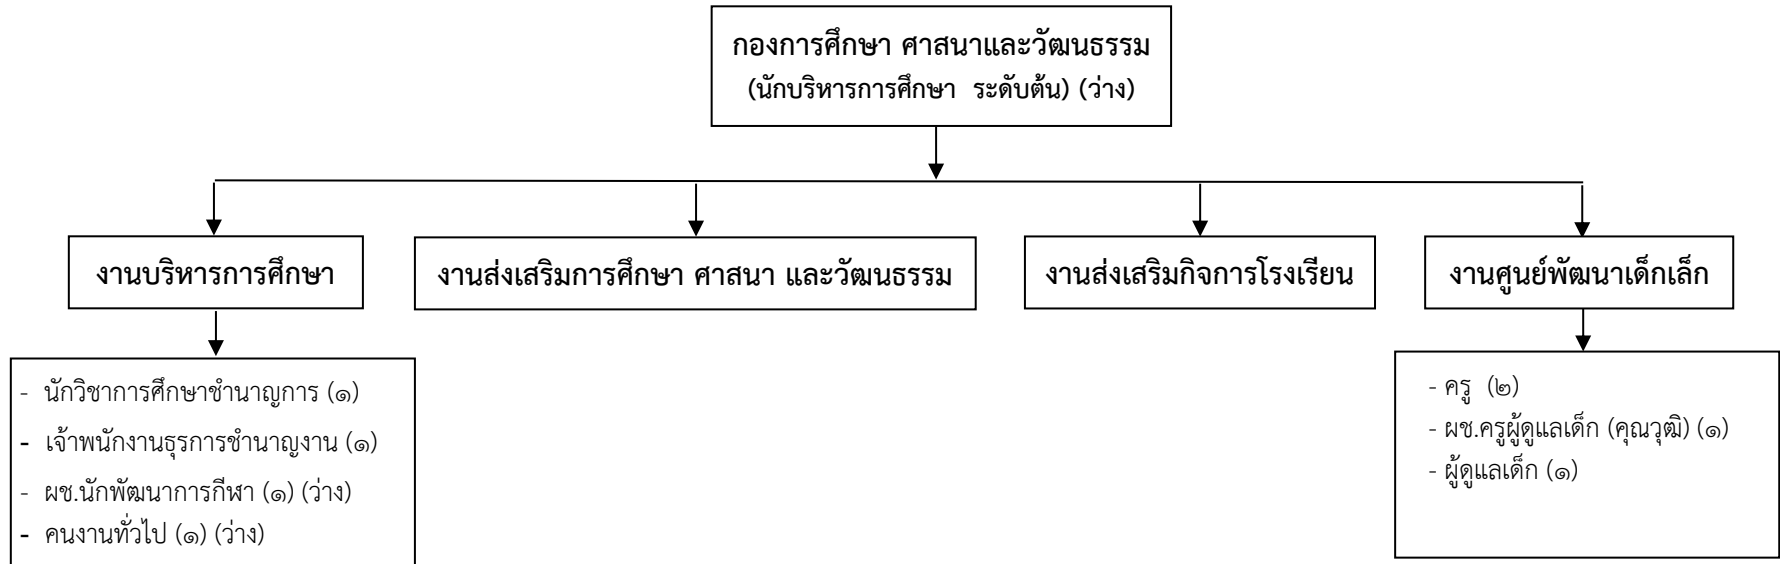 กองการศึกษา ศาสนาและวัฒนธรรม
(นักบริหารการศึกษา ระดับต้น) (ว่าง)
งานบริหารการศึกษา
งานส่งเสริมการศึกษา ศาสนา และวัฒนธรรม
งานส่งเสริมกิจการโรงเรียน
งานศูนย์พัฒนาเด็กเล็ก
- นักวิชาการศึกษาชำนาญการ (๑)
- เจ้าพนักงานธุรการชำนาญงาน (๑)
- ผช.นักพัฒนาการกีฬา (๑) (ว่าง)
- คนงานทั่วไป (๑) (ว่าง)
- ครู (๒)
- ผช.ครูผู้ดูแลเด็ก (คุณวุฒิ) (๑)
- ผู้ดูแลเด็ก (๑)